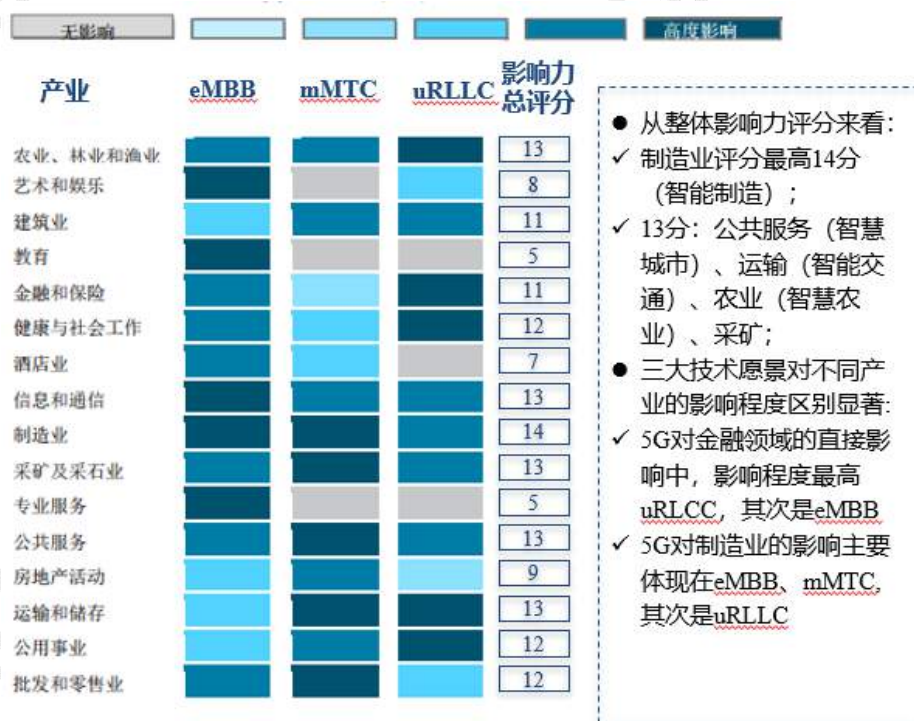 无影响
高度影响
产业 eMBB mMTC uRLLC 影响力
总评分
农业、林业和渔业 13
艺术和娱乐 8
建筑业 11
教育 5
金融和保险 11
健康与社会工作 12
酒店业 7
信息和通信 13
制造业 14
采矿及采石业 13
专业服务 5
公共服务 13
房地产活动 9
运输和储存 13
公用事业 12
批发和零售业 12
● 从整体影响力评分来看:
✓ 制造业评分最高14分
（智能制造）;
✓ 13分：公共服务（智慧
城市）、运输（智能交
通）、农业（智慧农
业）、采矿;
● 三大技术愿景对不同产
业的影响程度区别显著:
✓ 5G对金融领域的直接影
响中，影响程度最高
uRLCC，其次是eMBB
✓ 5G对制造业的影响主要
体现在eMBB、mMTC,
其次是uRLLC